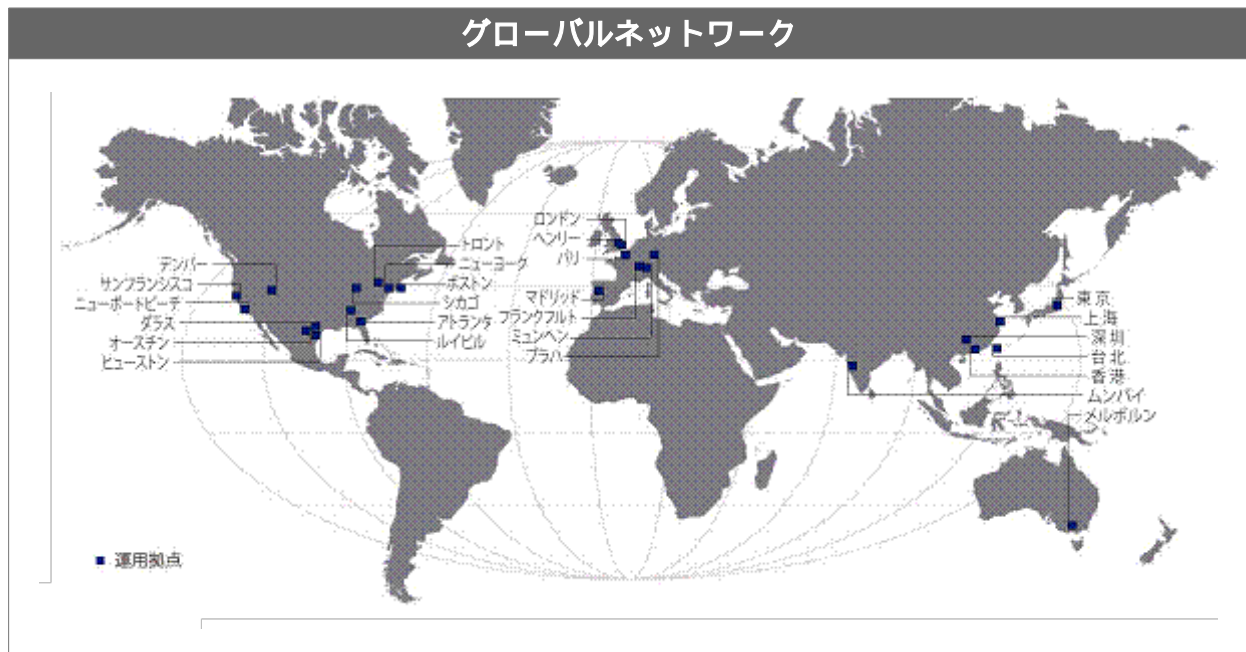 グローバルネットワーク
デンバー
サンフランシスコ
ニューポートビーチ
ダラス
オースチン
ヒューストン
トロント
ニューヨーク
ボストン
シカゴ
アトランタ
ルイビル
ロンドン
ヘンリー
パリ
マドリッド
フランクフルト
ミュンヘン
プラハ
東京
上海
深圳
台北
香港
ムンバイ
メルボルン
■ 運用拠点